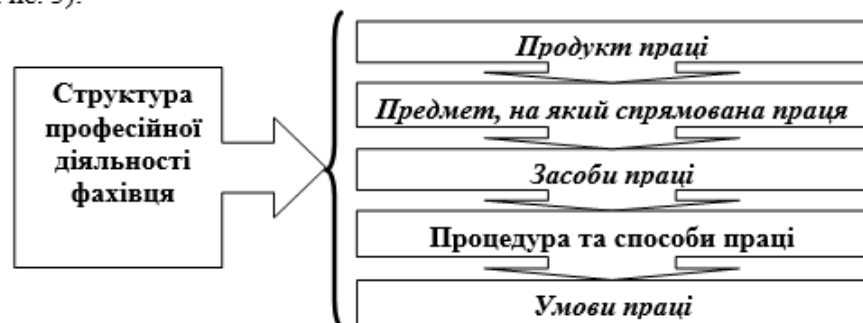 Структура
професійної
діяльності
фахівця
Продукт праці
Предмет, на який спрямована праця
Засоби праці
Процедура та способи праці
Умови праці